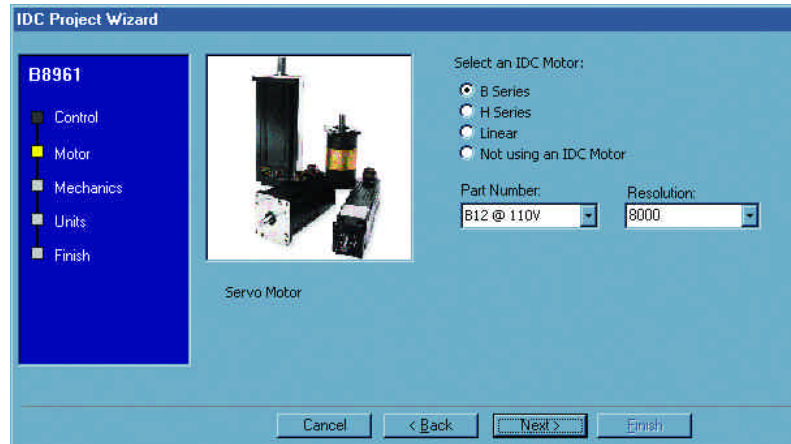 IDC Project Wizard
B8961
Control
Motor
Mechanics
Units
Finish
Servo Motor
Select an IDC Motor:
B Series
H Series
Linear
Not using an IDC Motor
Part Number:
B12 @ 110V
Resolution:
8000
Cancel
< Back
Next >
Finish